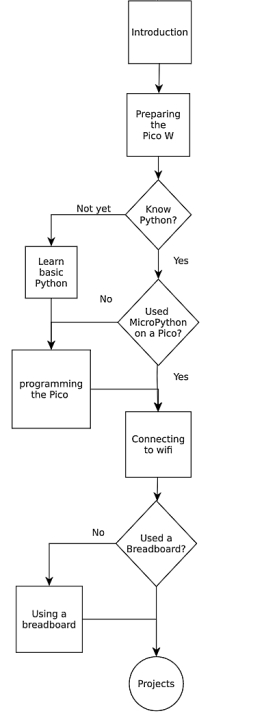 Introduction
Preparing
the
Pico W
Know
Python?
Not yet
Yes
Learn
basic
Python
No
Used
MicroPython
on a Pico?
Yes
programming
the Pico
Connecting
to wifi
No
Used a
Breadboard?
Using a
breadboard
Projects